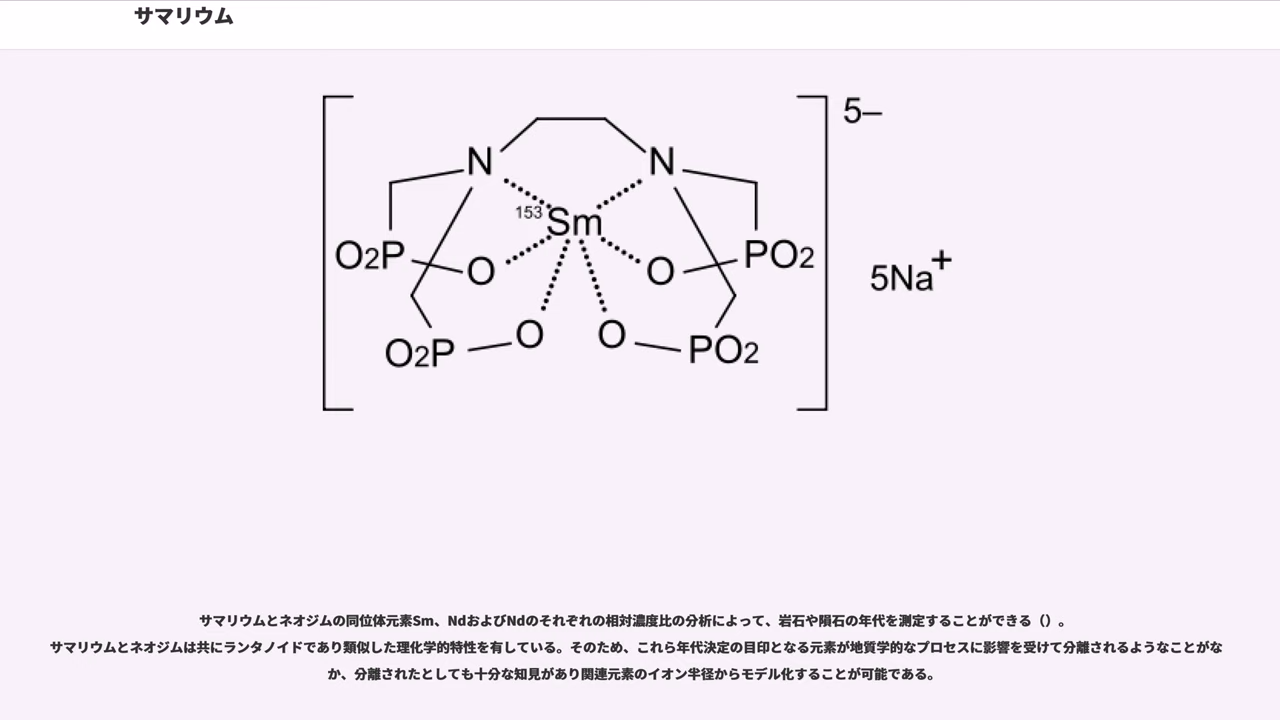 サマリウム
5–
N N
153Sm
O2P O O PO2
5Na+
O2P O O PO2
サマリウムとネオジムの同位体元素Sm、NdおよびNdのそれぞれの相対濃度比の分析によって、岩石や隕石の年代を測定することができる（）。
サマリウムとネオジムは共にランタノイドであり類似した理化学的特性を有している。そのため、これら年代決定の目印となる元素が地質学的なプロセスに影響を受けて分離されるようなことがな
か、分離されたとしても十分な知見があり関連元素のイオン半径からモデル化することが可能である。